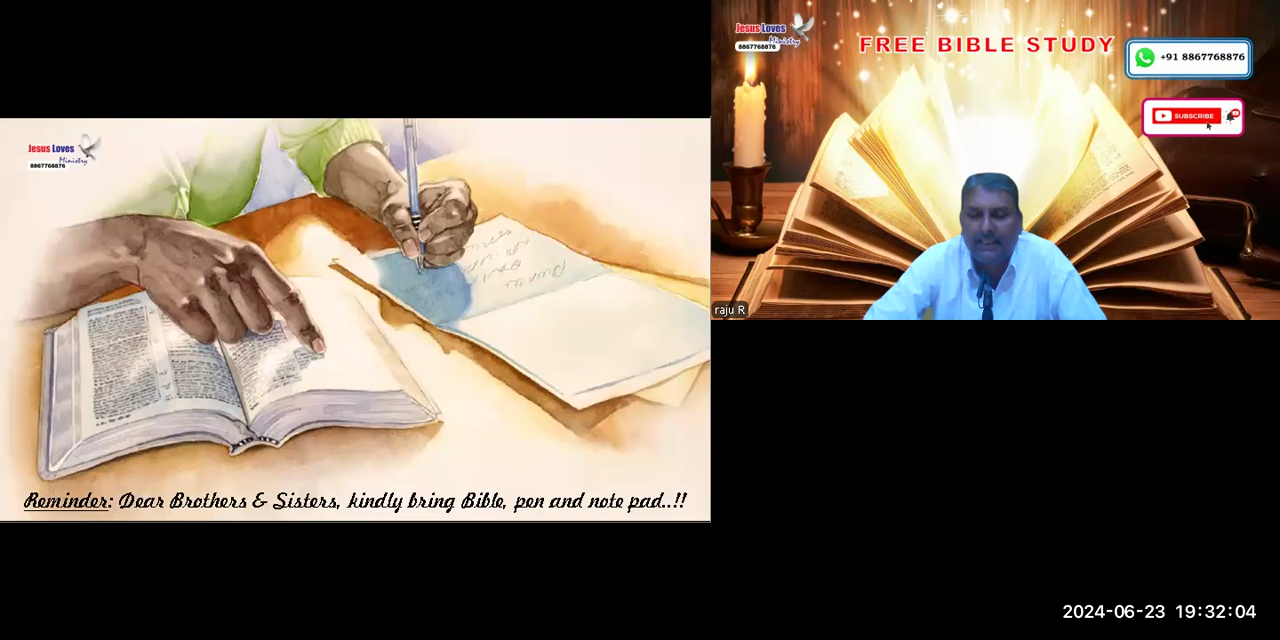 Jesus Loves
Ministry
8867768876
Reminder: Dear Brothers & Sisters, kindly bring Bible, pen and note pad..!!
Jesus Loves
Ministry
8867768876
FREE BIBLE STUDY
+91 8867768876
SUBSCRIBE
raju R
2024-06-23 19:32:04